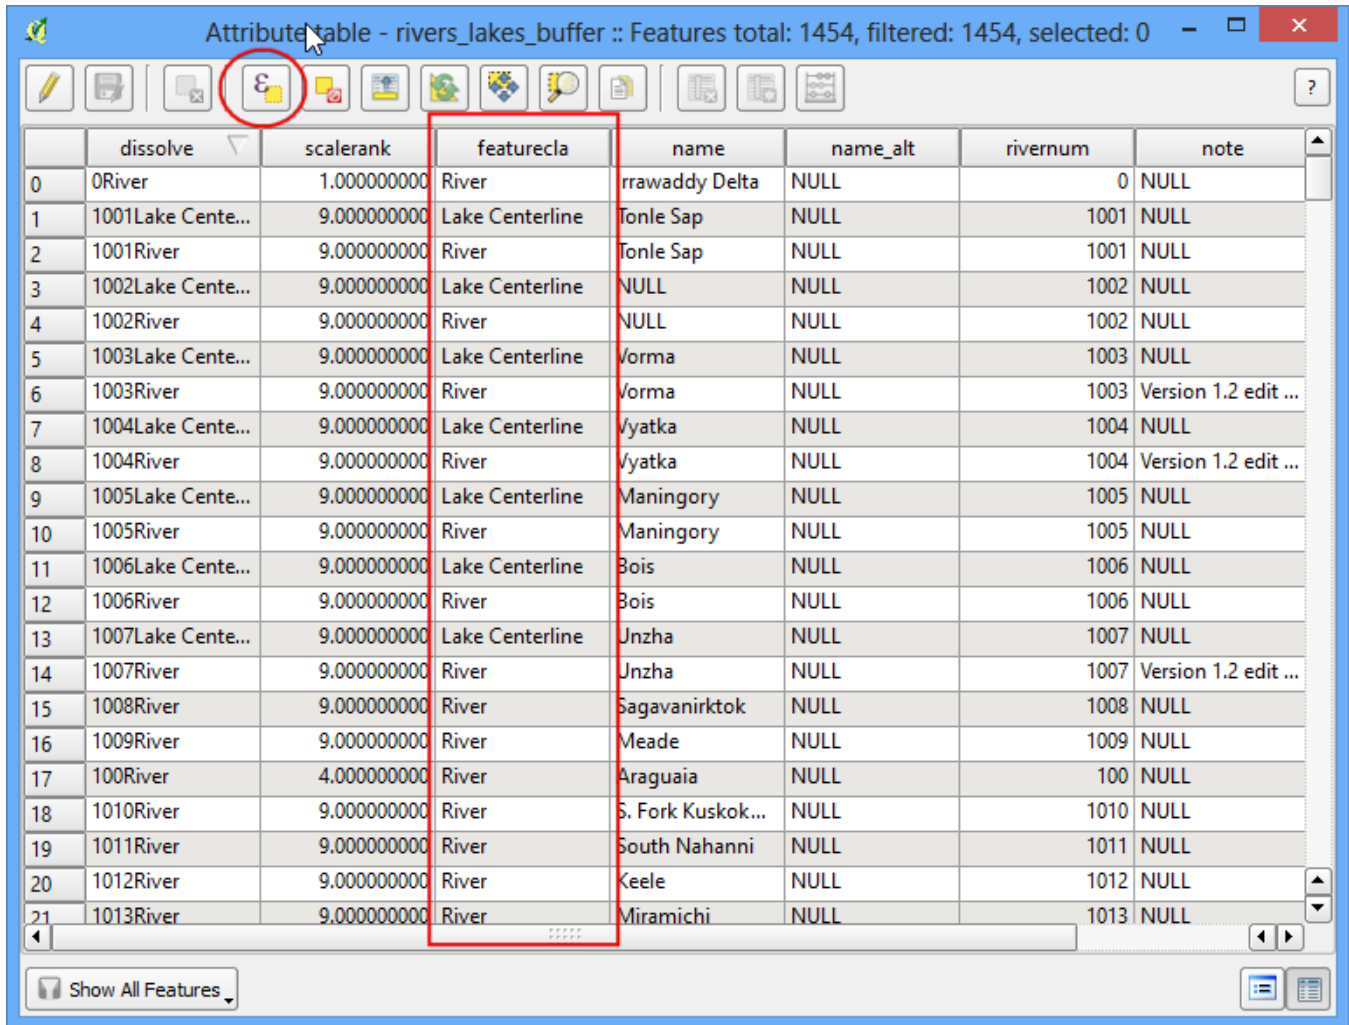 Attribute table - rivers_lakes_buffer :: Features total: 1454, filtered: 1454, selected: 0
ε ?
dissolve scalerank featurecla name name_alt rivernum note
0 0River 1.000000000 River Irrawaddy Delta NULL 0 NULL
1 1001Lake Cente... 9.000000000 Lake Centerline Tonle Sap NULL 1001 NULL
2 1001River 9.000000000 River Tonle Sap NULL 1001 NULL
3 1002Lake Cente... 9.000000000 Lake Centerline NULL NULL 1002 NULL
4 1002River 9.000000000 River NULL NULL 1002 NULL
5 1003Lake Cente... 9.000000000 Lake Centerline Vorma NULL 1003 NULL
6 1003River 9.000000000 River Vorma NULL 1003 Version 1.2 edit ...
7 1004Lake Cente... 9.000000000 Lake Centerline Vyatka NULL 1004 NULL
8 1004River 9.000000000 River Vyatka NULL 1004 Version 1.2 edit ...
9 1005Lake Cente... 9.000000000 Lake Centerline Maningory NULL 1005 NULL
10 1005River 9.000000000 River Maningory NULL 1005 NULL
11 1006Lake Cente... 9.000000000 Lake Centerline Bois NULL 1006 NULL
12 1006River 9.000000000 River Bois NULL 1006 NULL
13 1007Lake Cente... 9.000000000 Lake Centerline Unzha NULL 1007 NULL
14 1007River 9.000000000 River Unzha NULL 1007 Version 1.2 edit ...
15 1008River 9.000000000 River Sagavanirktok NULL 1008 NULL
16 1009River 9.000000000 River Meade NULL 1009 NULL
17 100River 4.000000000 River Araguaia NULL 100 NULL
18 1010River 9.000000000 River S. Fork Kuskok... NULL 1010 NULL
19 1011River 9.000000000 River South Nahanni NULL 1011 NULL
20 1012River 9.000000000 River Keele NULL 1012 NULL
21 1013River 9.000000000 River Miramichi NULL 1013 NULL
Show All Features